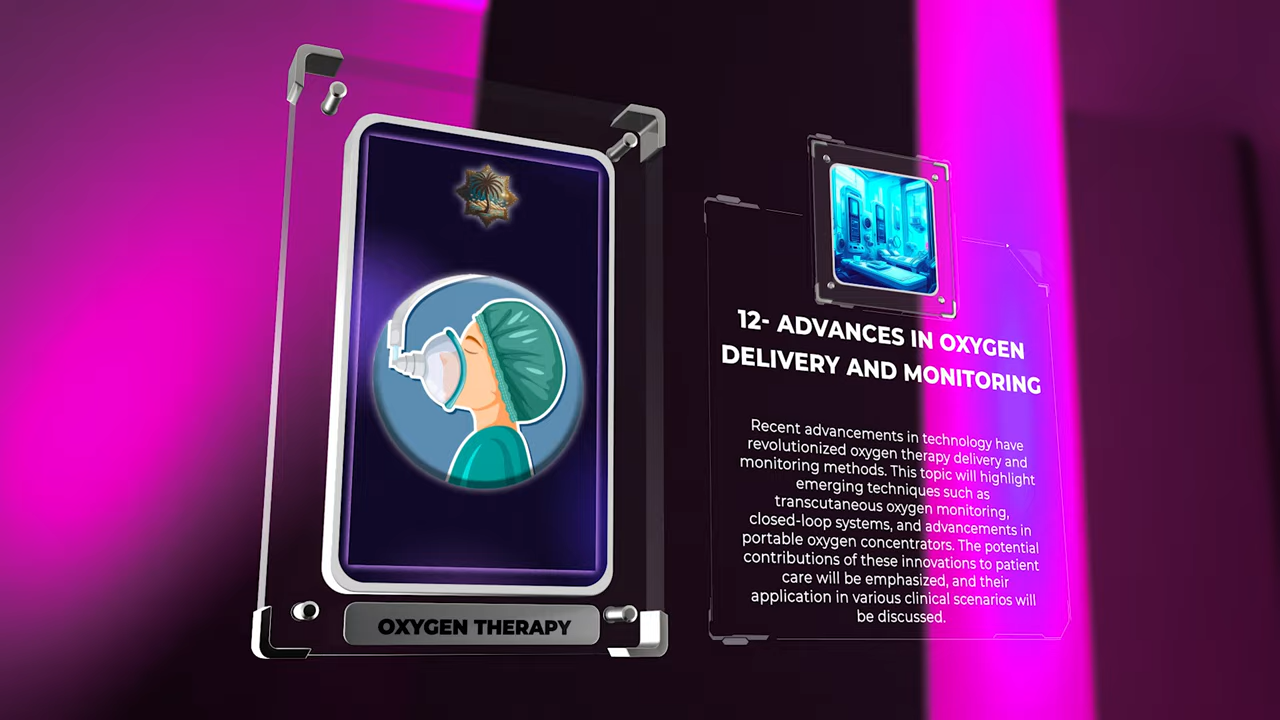 OXYGEN THERAPY
12- ADVANCES IN OXYGEN
DELIVERY AND MONITORING
Recent advancements in technology have
revolutionized oxygen therapy delivery and
monitoring methods. This topic will highlight
emerging techniques such as
transcutaneous oxygen monitoring,
closed-loop systems, and advancements in
portable oxygen concentrators. The potential
contributions of these innovations to patient
care will be emphasized, and their
application in various clinical scenarios will
be discussed.